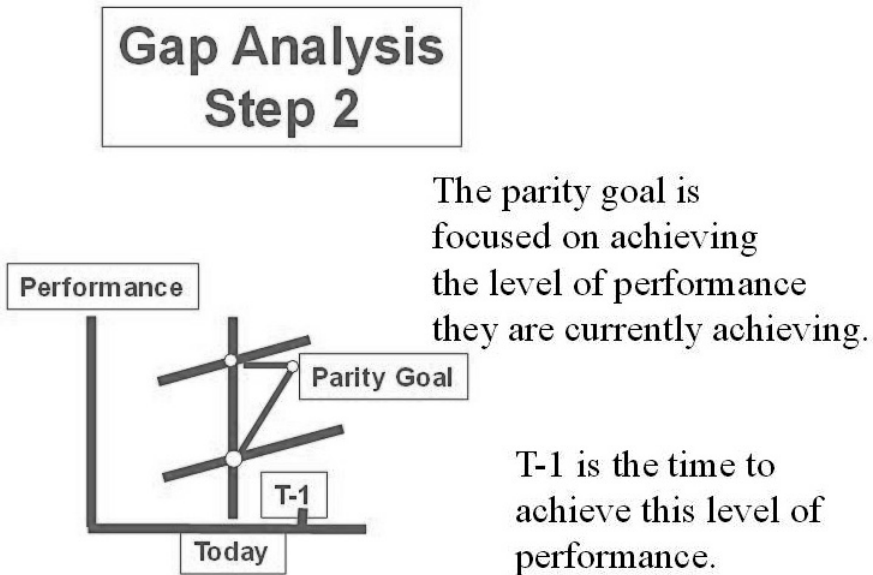 Gap Analysis
Step 2
The parity goal is
focused on achieving
the level of performance
they are currently achieving.
Performance
Parity Goal
T-1
Today
T-1 is the time to
achieve this level of
performance.